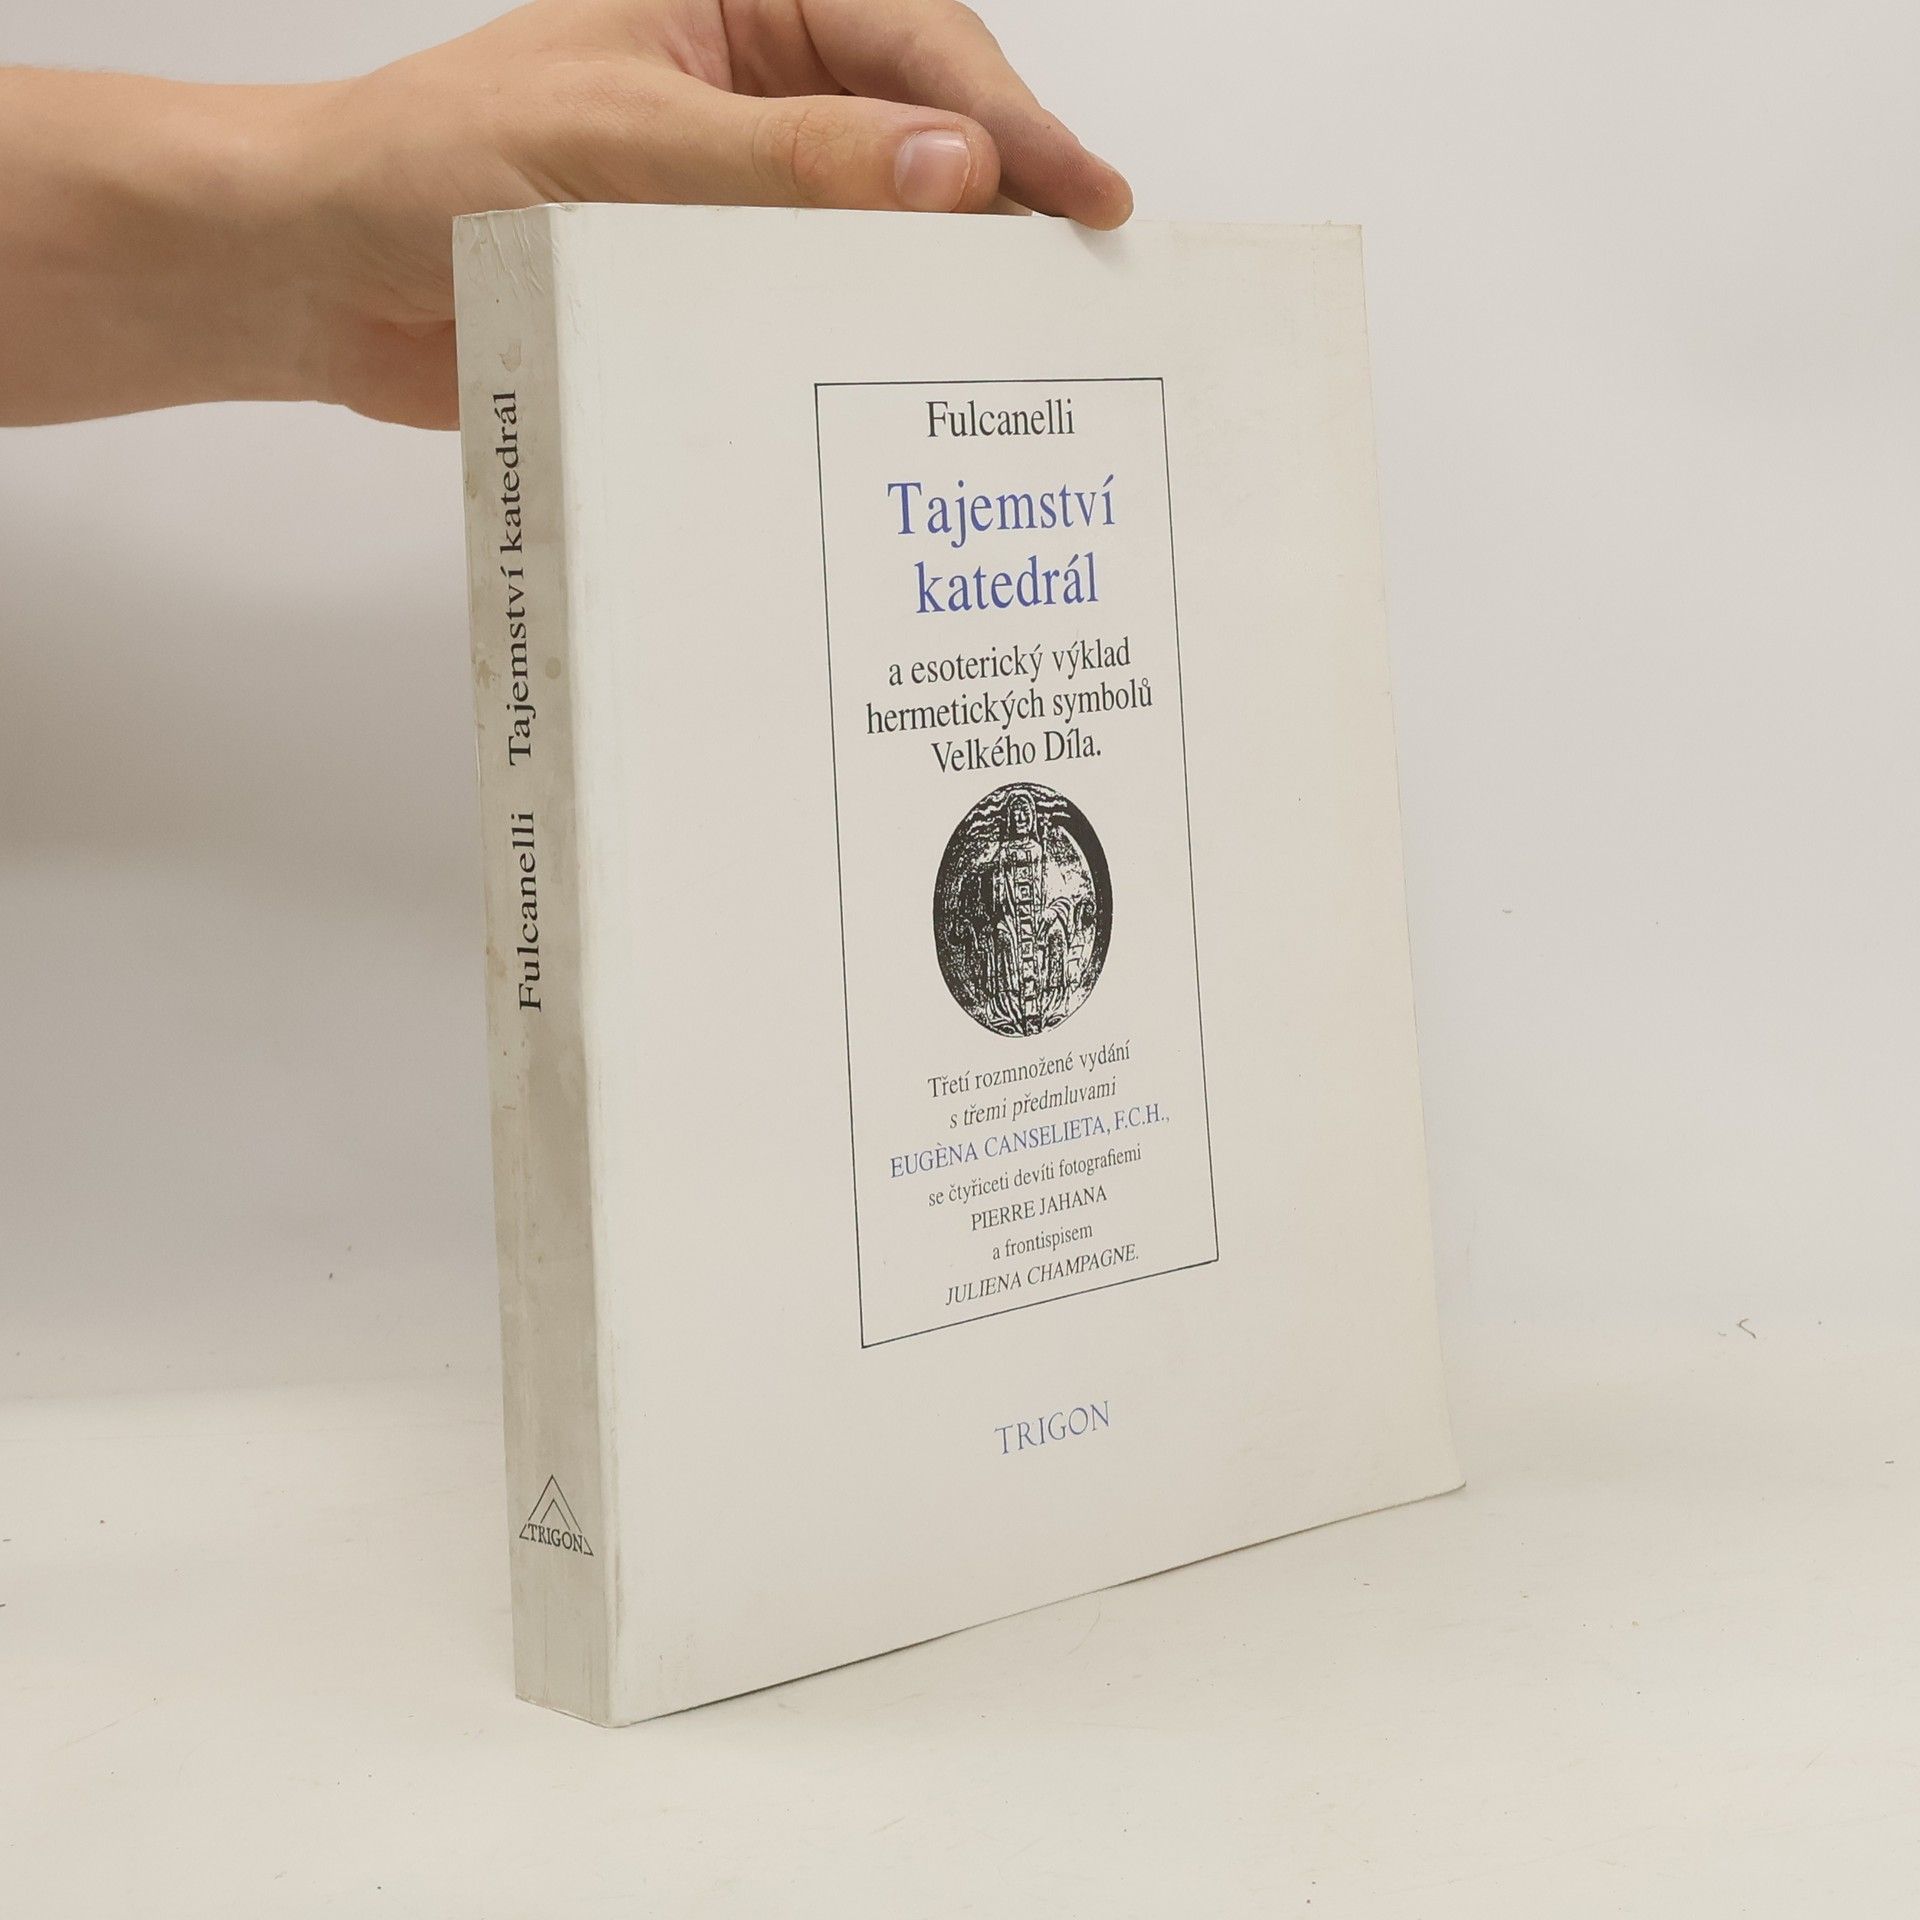 Fulcanelli
Tajemství
katedrál
a esoterický výklad
hermetických symbolů
Velkého Díla.
Třetí rozmnožené vydání
s třemi předmluvami
EUGÈNA CANSELIETA, F.C.H.,
se čtyřiceti devíti fotografiemi
PIERRE JAHANA
a frontispisem
JULIENA CHAMPAGNE.
TRIGON
Fulcanelli Tajemství katedrál
TRIGON